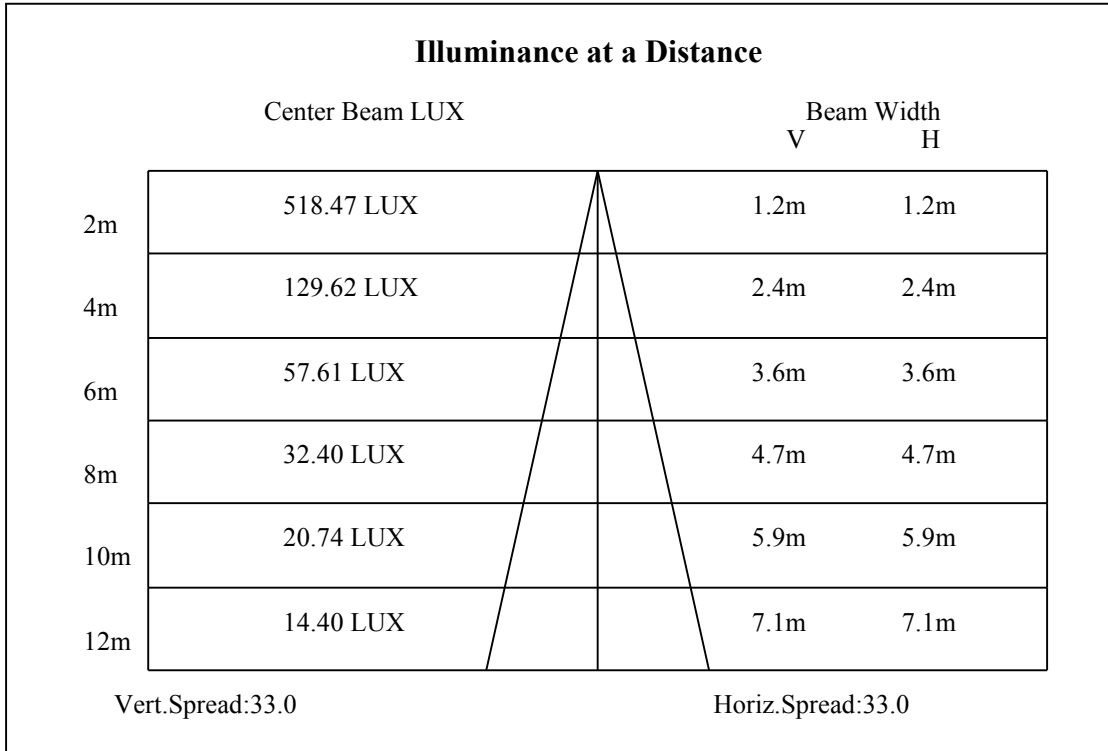 Illuminance at a Distance
Center Beam LUX Beam Width
V H
2m 518.47 LUX 1.2m 1.2m
4m 129.62 LUX 2.4m 2.4m
6m 57.61 LUX 3.6m 3.6m
8m 32.40 LUX 4.7m 4.7m
10m 20.74 LUX 5.9m 5.9m
12m 14.40 LUX 7.1m 7.1m
Vert.Spread:33.0 Horiz.Spread:33.0